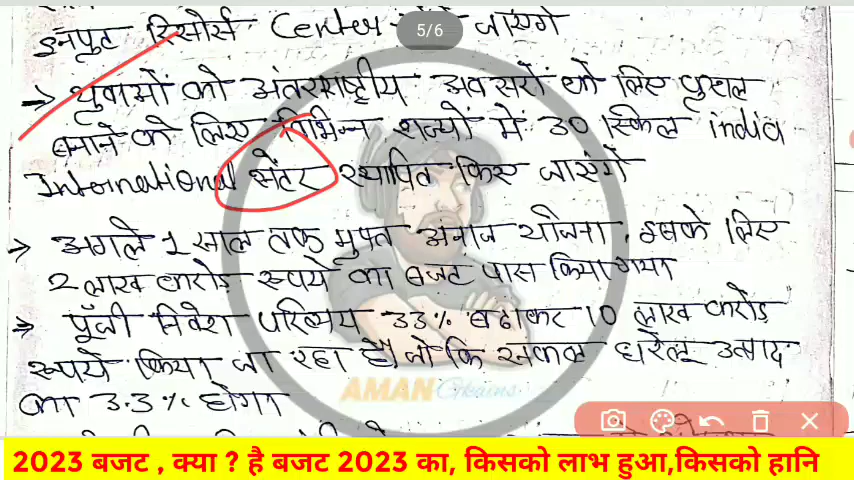 इनपुट रिसोर्स Center खोले जाएंगे
5/6
→ युवाओं को अंतरराष्ट्रीय अवसरों के लिए कुशल
बनाने के लिए विभिन्न राज्यों में 30 स्किल india
International सेंटर स्थापित किए जाएंगे
→ अगले 1 साल तक मुफ्त अनाज योजना, इसके लिए
2 लाख करोड़ रूपये का बजट पास किया गया
→ पूँजी निवेश परिव्यय 33% बढाकर 10 लाख करोड़
रूपये किया जा रहा है जो कि सकल घरेलू उत्पाद
का 3.3% होगा
AMAN
2023 बजट , क्या ? है बजट 2023 का, किसको लाभ हुआ,किसको हानि